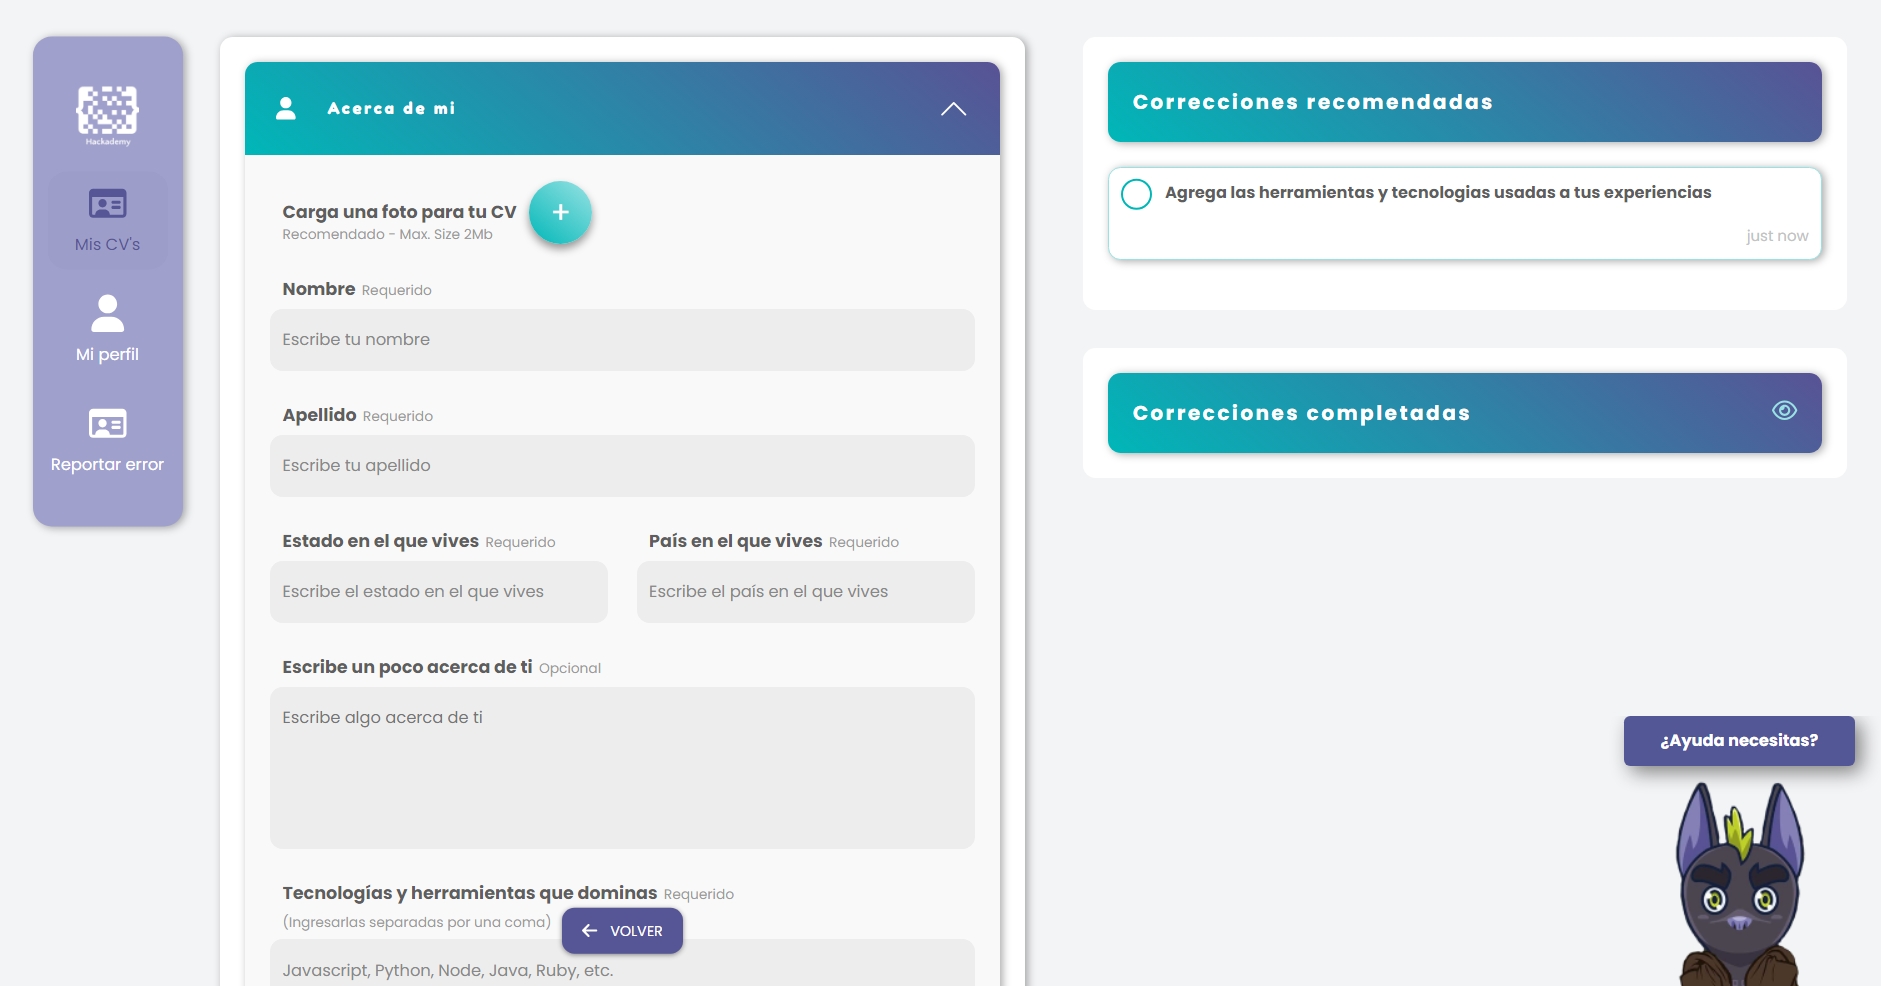 Hackademy
Mis CV's
Mi perfil
Reportar error
Acerca de mi
Carga una foto para tu CV
Recomendado - Max. Size 2Mb
Nombre Requerido
Escribe tu nombre
Apellido Requerido
Escribe tu apellido
Estado en el que vives Requerido
Escribe el estado en el que vives
País en el que vives Requerido
Escribe el país en el que vives
Escribe un poco acerca de ti Opcional
Escribe algo acerca de ti
Tecnologías y herramientas que dominas Requerido
(Ingresarlas separadas por una coma)
VOLVER
Javascript, Python, Node, Java, Ruby, etc.
Correcciones recomendadas
Agrega las herramientas y tecnologias usadas a tus experiencias
just now
Correcciones completadas
¿Ayuda necesitas?